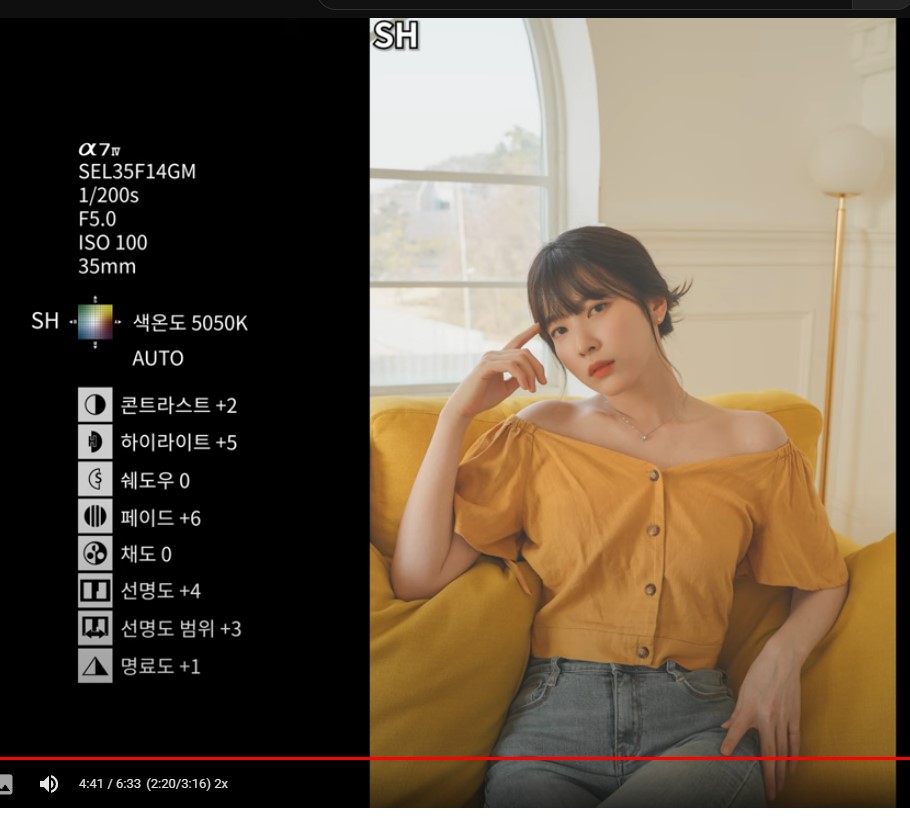 SH
α7Ⅳ
SEL35F14GM
1/200s
F5.0
ISO 100
35mm
SH 색온도 5050K
AUTO
콘트라스트 +2
하이라이트 +5
쉐도우 0
페이드 +6
채도 0
선명도 +4
선명도 범위 +3
명료도 +1
4:41 / 6:33 (2:20/3:16) 2x